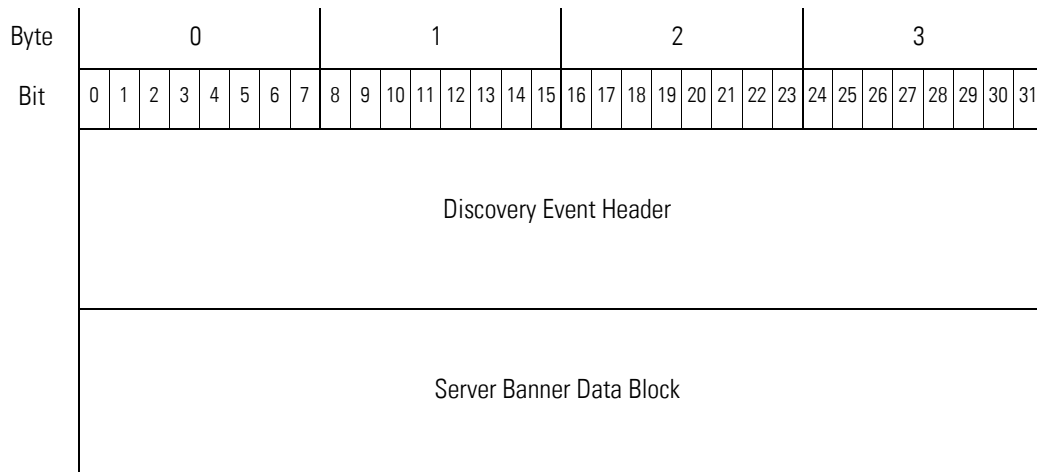 Byte 0 1 2 3
Bit 0 1 2 3 4 5 6 7 8 9 10 11 12 13 14 15 16 17 18 19 20 21 22 23 24 25 26 27 28 29 30 31
Discovery Event Header
Server Banner Data Block